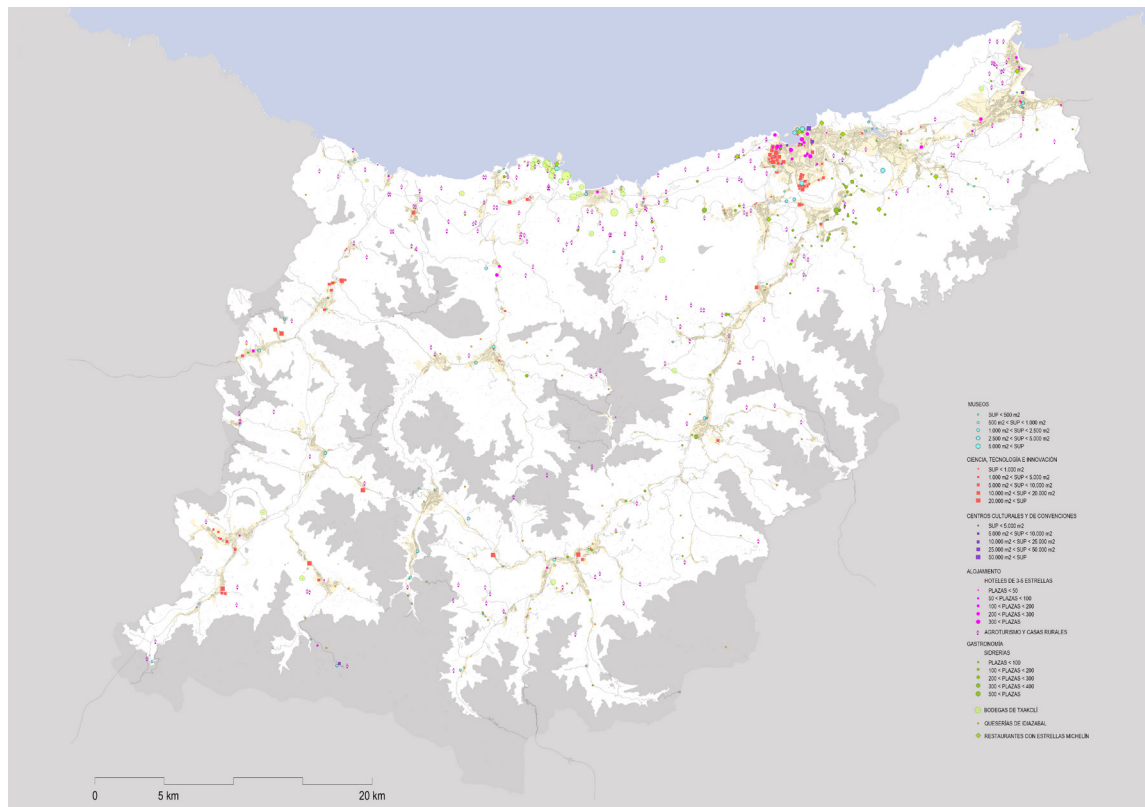 MUSEOS
SUP < 500 m2
500 m2 < SUP < 1.000 m2
1.000 m2 < SUP < 2.500 m2
2.500 m2 < SUP < 5.000 m2
5.000 m2 < SUP
CIENCIA, TECNOLOGÍA E INNOVACIÓN
SUP < 1.000 m2
1.000 m2 < SUP < 5.000 m2
5.000 m2 < SUP < 10.000 m2
10.000 m2 < SUP < 20.000 m2
20.000 m2 < SUP
CENTROS CULTURALES Y DE CONVENCIONES
SUP < 5.000 m2
5.000 m2 < SUP < 10.000 m2
10.000 m2 < SUP < 25.000 m2
25.000 m2 < SUP < 50.000 m2
50.000 m2 < SUP
ALOJAMIENTO
HOTELES DE 3-5 ESTRELLAS
PLAZAS < 50
50 < PLAZAS < 100
100 < PLAZAS < 200
200 < PLAZAS < 300
300 < PLAZAS
AGROTURISMO Y CASAS RURALES
GASTRONOMÍA
SIDRERÍAS
PLAZAS < 100
100 < PLAZAS < 200
200 < PLAZAS < 300
300 < PLAZAS < 400
500 < PLAZAS
BODEGAS DE TXAKOLÍ
QUESERÍAS DE IDIAZABAL
RESTAURANTES CON ESTRELLAS MICHELÍN
0 5 km 20 km